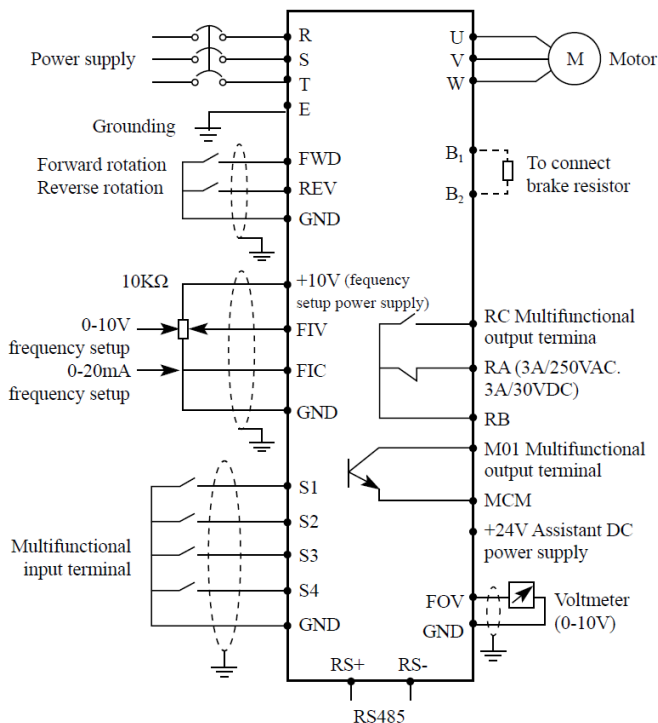 Power supply
R
S
T
E
Grounding
Forward rotation
Reverse rotation
FWD
REV
GND
10KΩ
+10V (fequency
setup power supply)
0-10V
frequency setup
FIV
0-20mA
frequency setup
FIC
GND
Multifunctional
input terminal
S1
S2
S3
S4
GND
U
V
W
M
Motor
B1
B2
To connect
brake resistor
RC Multifunctional
output termina
RA (3A/250VAC.
3A/30VDC)
RB
M01 Multifunctional
output terminal
MCM
+24V Assistant DC
power supply
FOV
GND
Voltmeter
(0-10V)
RS+
RS-
RS485